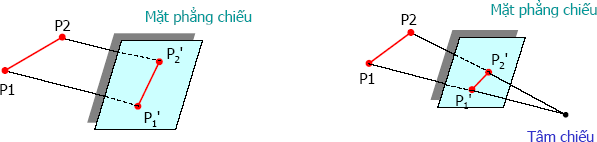 Mặt phẳng chiếu
P2
P1
P2'
P1'
Mặt phẳng chiếu
P2
P1
P2'
P1'
Tâm chiếu